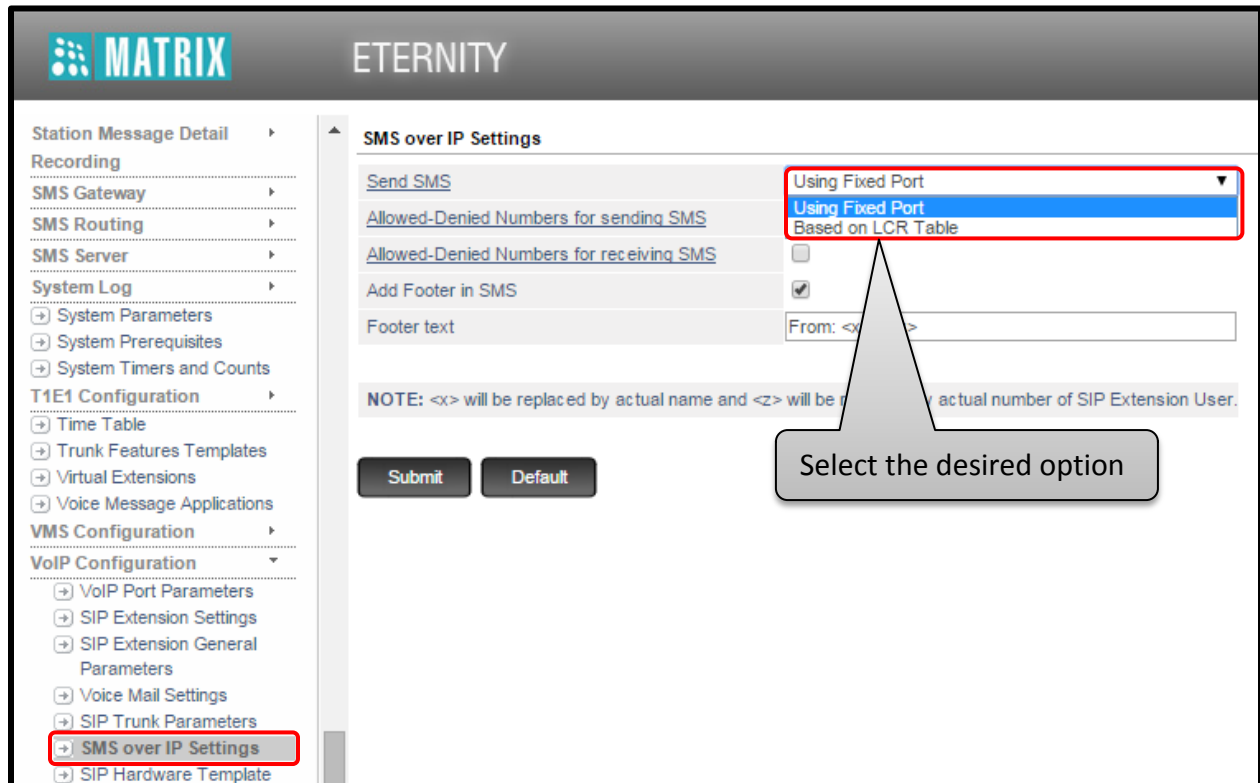 MATRIX
ETERNITY
Station Message Detail
Recording
SMS Gateway
SMS Routing
SMS Server
System Log
System Parameters
System Prerequisites
System Timers and Counts
T1E1 Configuration
Time Table
Trunk Features Templates
Virtual Extensions
Voice Message Applications
VMS Configuration
VoIP Configuration
VoIP Port Parameters
SIP Extension Settings
SIP Extension General
Parameters
Voice Mail Settings
SIP Trunk Parameters
SMS over IP Settings
SIP Hardware Template
SMS over IP Settings
Send SMS
Using Fixed Port
Using Fixed Port
Based on LCR Table
Allowed-Denied Numbers for sending SMS
Allowed-Denied Numbers for receiving SMS
Add Footer in SMS
Footer text
From:
NOTE: <x> will be replaced by actual name and <z> will be actual number of SIP Extension User.
Submit
Default
Select the desired option